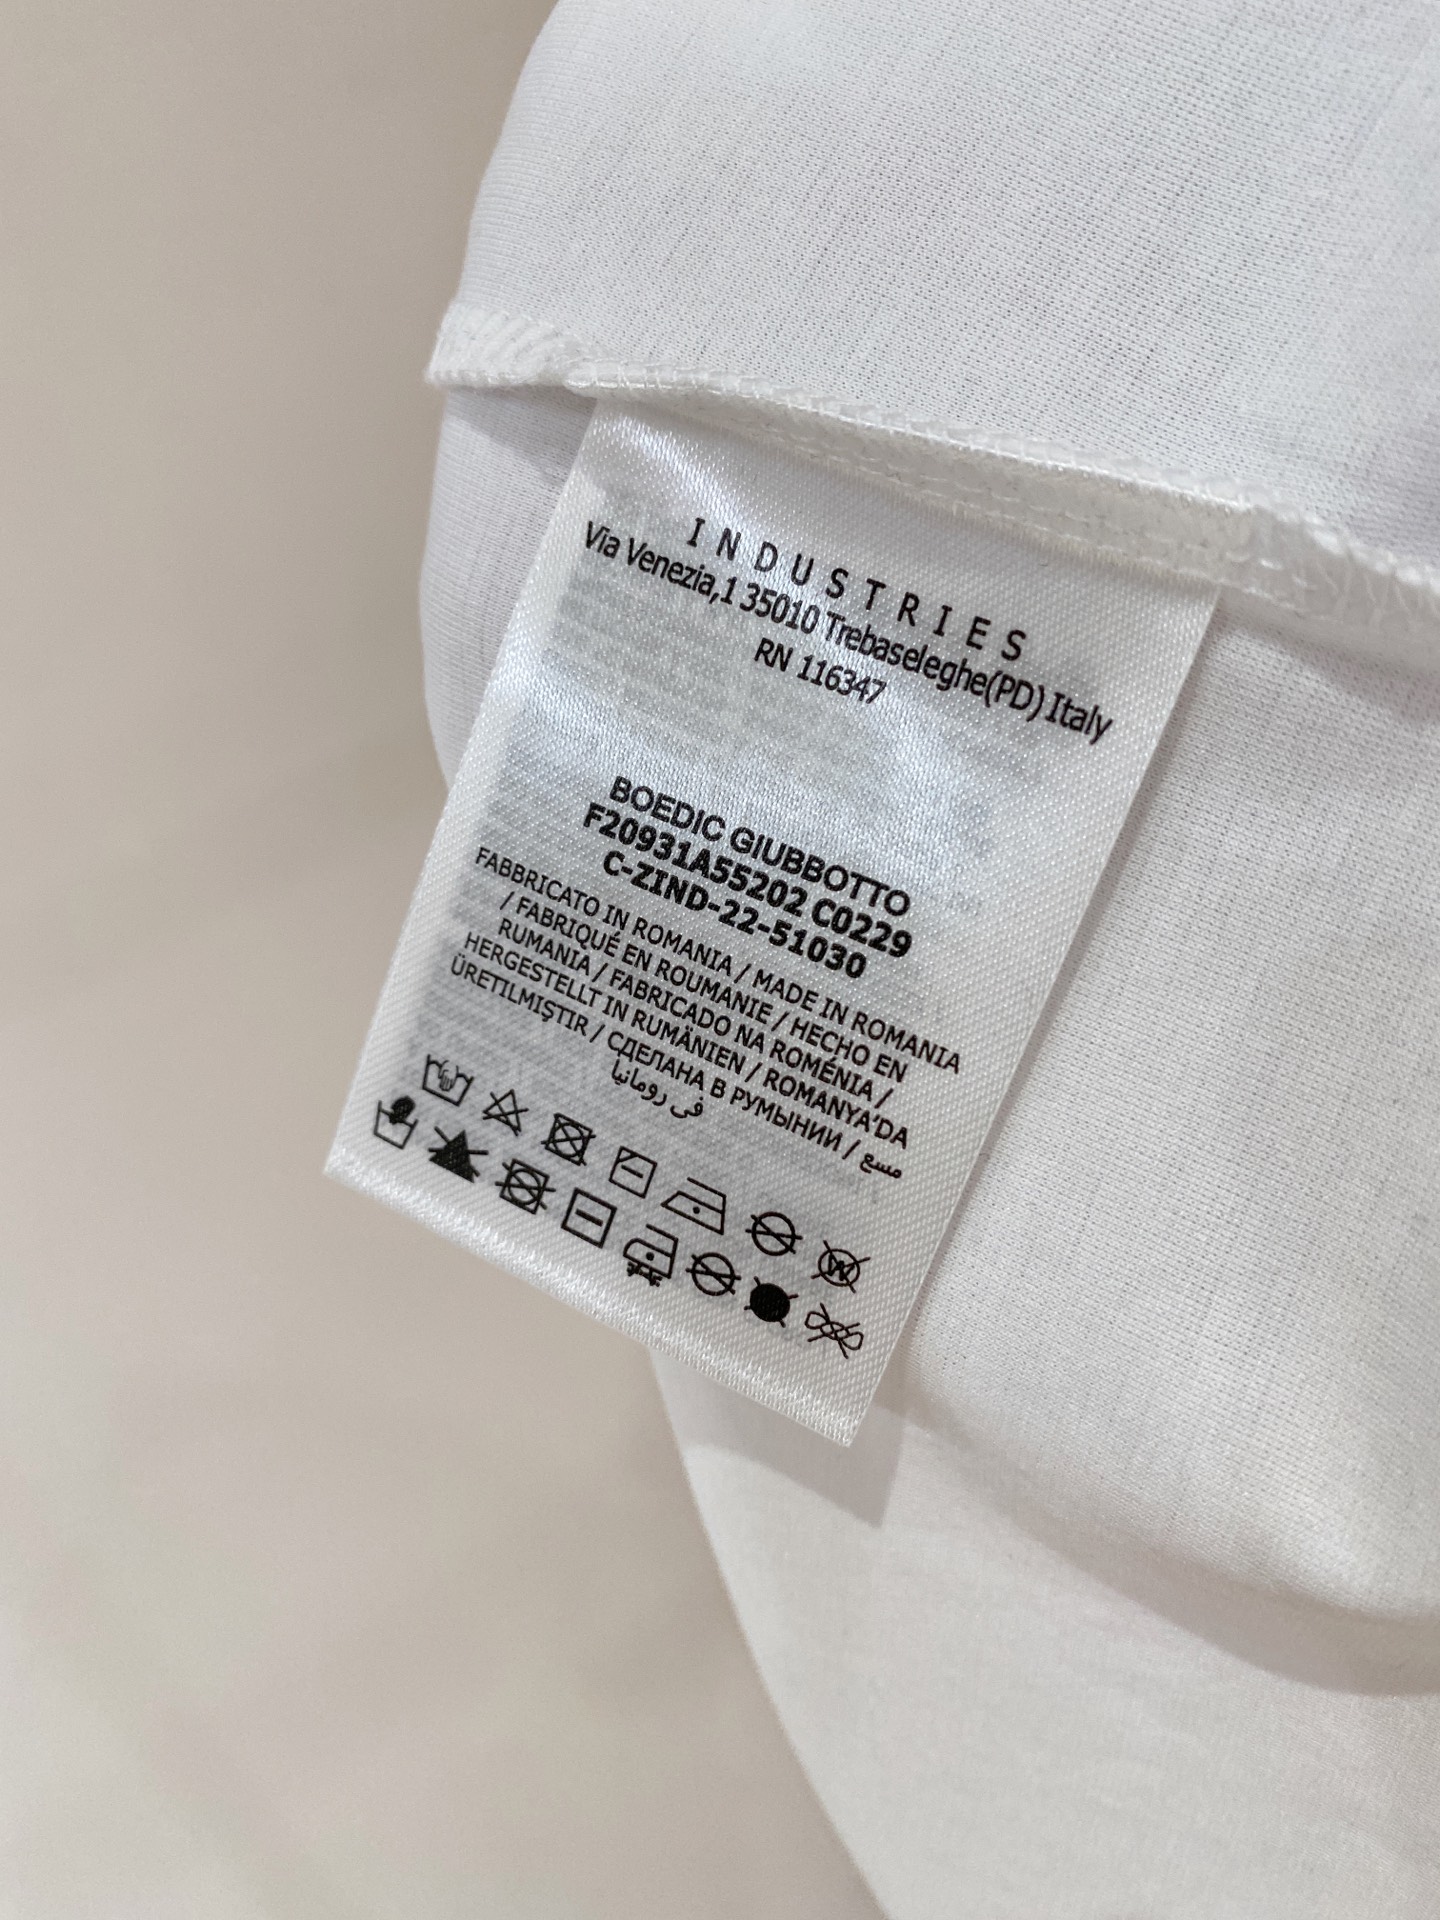 INDUSTRIES
Via Venezia,1 35010 Trebaseleghe(PD) Italy
RN 116347
BOEDIC GIUBBOTTO
F20931A55202 C0229
C-ZIND-22-51030
FABBRICATO IN ROMANIA / MADE IN ROMANIA
/ FABRIQUÉ EN ROUMANIE / HECHO EN
RUMANIA / FABRICADO NA ROMÉNIA /
HERGESTELLT IN RUMÄNIEN / ROMANYA'DA
ÜRETILMIŞTIR / СДЕЛАНА В РУМЫНИИ / مسع
في رومانيا
W